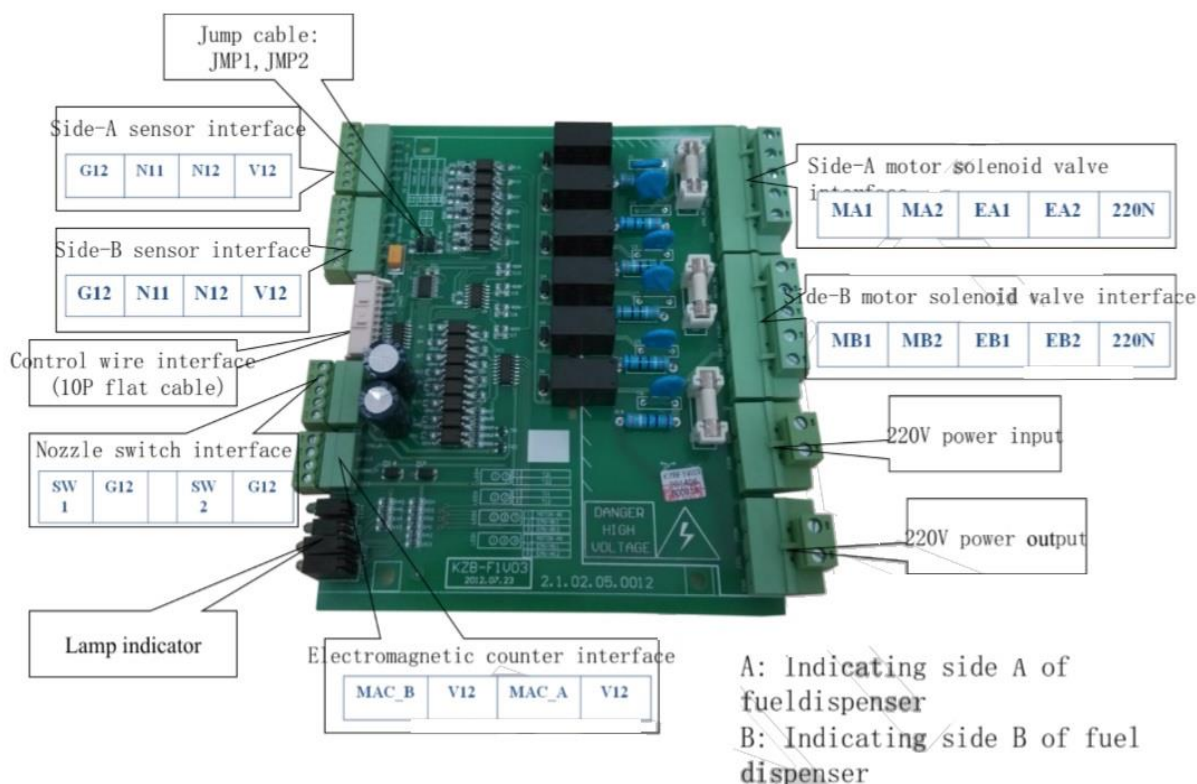 Jump cable:
JMP1, JMP2
Side-A sensor interface
G12 N11 N12 V12
Side-B sensor interface
G12 N11 N12 V12
Control wire interface
(10P flat cable)
Nozzle switch interface
SW 1 G12 SW 2 G12
Lamp indicator
Electromagnetic counter interface
MAC_B V12 MAC_A V12
Side-A motor solenoid valve
interface
MA1 MA2 EA1 EA2 220N
Side-B motor solenoid valve interface
MB1 MB2 EB1 EB2 220N
220V power input
220V power output
DANGER
HIGH
VOLTAGE
KZB-F1V03
2012.07.23
2.1.02.05.0012
A: Indicating side A of
fueldispenser
B: Indicating side B of fuel
dispenser